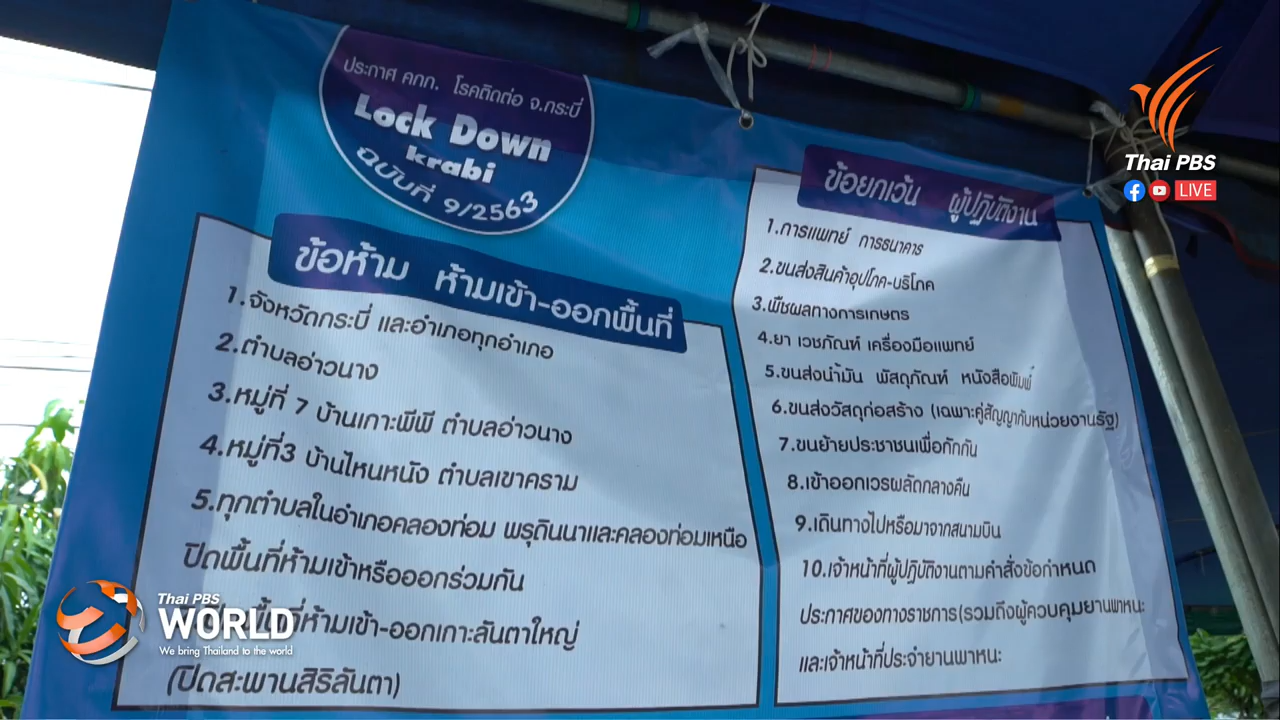 ประกาศ คกก. โรคติดต่อ จ.กระบี่
Lock Down
krabi
ฉบับที่ 9/2563
ข้อห้าม ห้ามเข้า-ออกพื้นที่
1.จังหวัดกระบี่ และอำเภอทุกอำเภอ
2.ตำบลอ่าวนาง
3.หมู่ที่ 7 บ้านเกาะพีพี ตำบลอ่าวนาง
4.หมู่ที่3 บ้านไหนหนัง ตำบลเขาคราม
5.ทุกตำบลในอำเภอคลองท่อม พรุดินนาและคลองท่อมเหนือ
ปิดพื้นที่ห้ามเข้าหรือออกร่วมกัน
พื้นที่ห้ามเข้า-ออกเกาะลันตาใหญ่
(ปิดสะพานสิริลันตา)
ข้อยกเว้น ผู้ปฏิบัติงาน
1.การแพทย์ การธนาคาร
2.ขนส่งสินค้าอุปโภค-บริโภค
3.พืชผลทางการเกษตร
4.ยา เวชภัณฑ์ เครื่องมือแพทย์
5.ขนส่งน้ำมัน พัสดุภัณฑ์ หนังสือพิมพ์
6.ขนส่งวัสดุก่อสร้าง (เฉพาะคู่สัญญากับหน่วยงานรัฐ)
7.ขนย้ายประชาชนเพื่อกักกัน
8.เข้าออกเวรผลัดกลางคืน
9.เดินทางไปหรือมาจากสนามบิน
10.เจ้าหน้าที่ผู้ปฏิบัติงานตามคำสั่งข้อกำหนด
ประกาศของทางราชการ(รวมถึงผู้ควบคุมยานพาหนะ
และเจ้าหน้าที่ประจำยานพาหนะ
Thai PBS
LIVE
Thai PBS
WORLD
We bring Thailand to the world